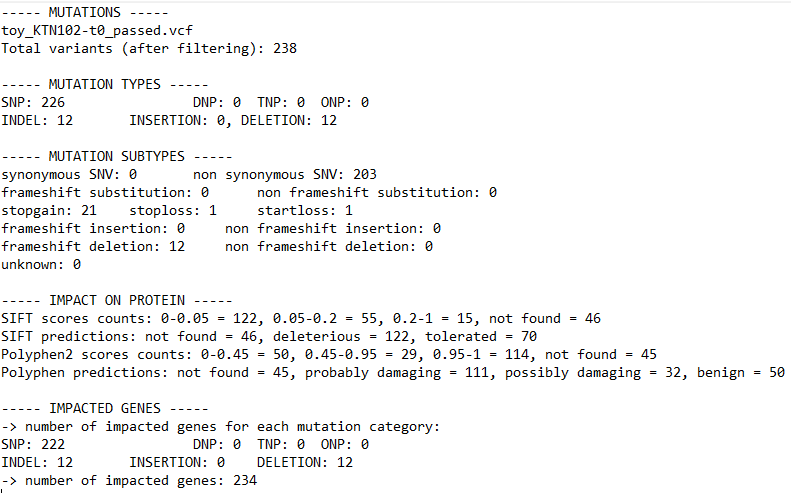 ----- MUTATIONS -----
toy_KTN102-t0_passed.vcf
Total variants (after filtering): 238
----- MUTATION TYPES -----
SNP: 226 DNP: 0 TNP: 0 ONP: 0
INDEL: 12 INSERTION: 0, DELETION: 12
----- MUTATION SUBTYPES -----
synonymous SNV: 0 non synonymous SNV: 203
frameshift substitution: 0 non frameshift substitution: 0
stopgain: 21 stoploss: 1 startloss: 1
frameshift insertion: 0 non frameshift insertion: 0
frameshift deletion: 12 non frameshift deletion: 0
unknown: 0
----- IMPACT ON PROTEIN -----
SIFT scores counts: 0-0.05 = 122, 0.05-0.2 = 55, 0.2-1 = 15, not found = 46
SIFT predictions: not found = 46, deleterious = 122, tolerated = 70
Polyphen2 scores counts: 0-0.45 = 50, 0.45-0.95 = 29, 0.95-1 = 114, not found = 45
Polyphen predictions: not found = 45, probably damaging = 111, possibly damaging = 32, benign = 50
----- IMPACTED GENES -----
-> number of impacted genes for each mutation category:
SNP: 222 DNP: 0 TNP: 0 ONP: 0
INDEL: 12 INSERTION: 0 DELETION: 12
-> number of impacted genes: 234